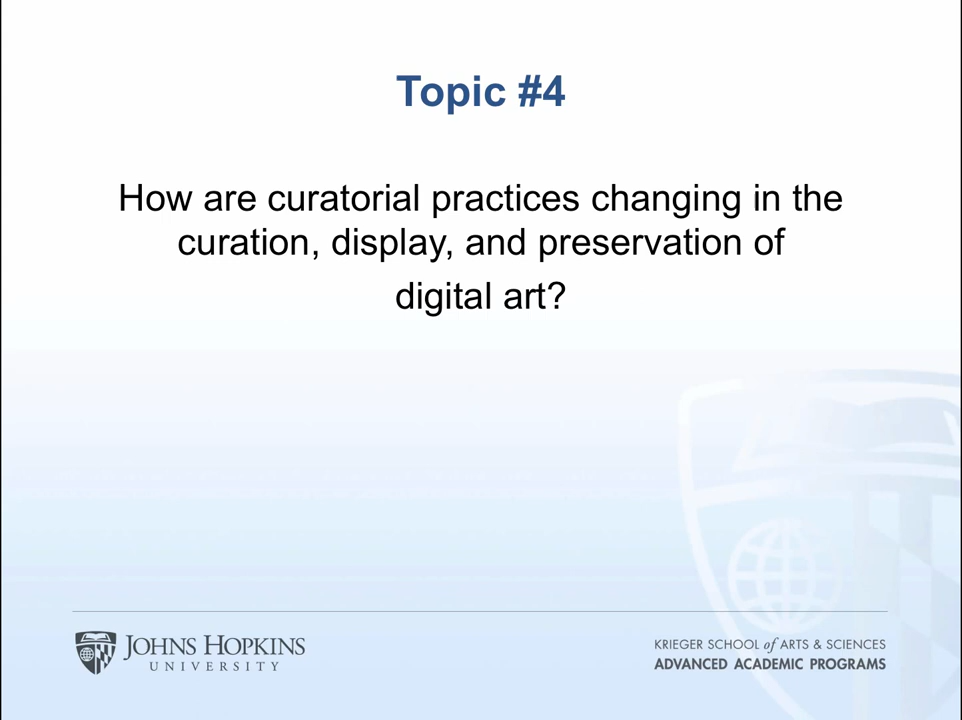 Topic #4
How are curatorial practices changing in the
curation, display, and preservation of
digital art?
JOHNS HOPKINS
UNIVERSITY
KRIEGER SCHOOL of ARTS & SCIENCES
ADVANCED ACADEMIC PROGRAMS